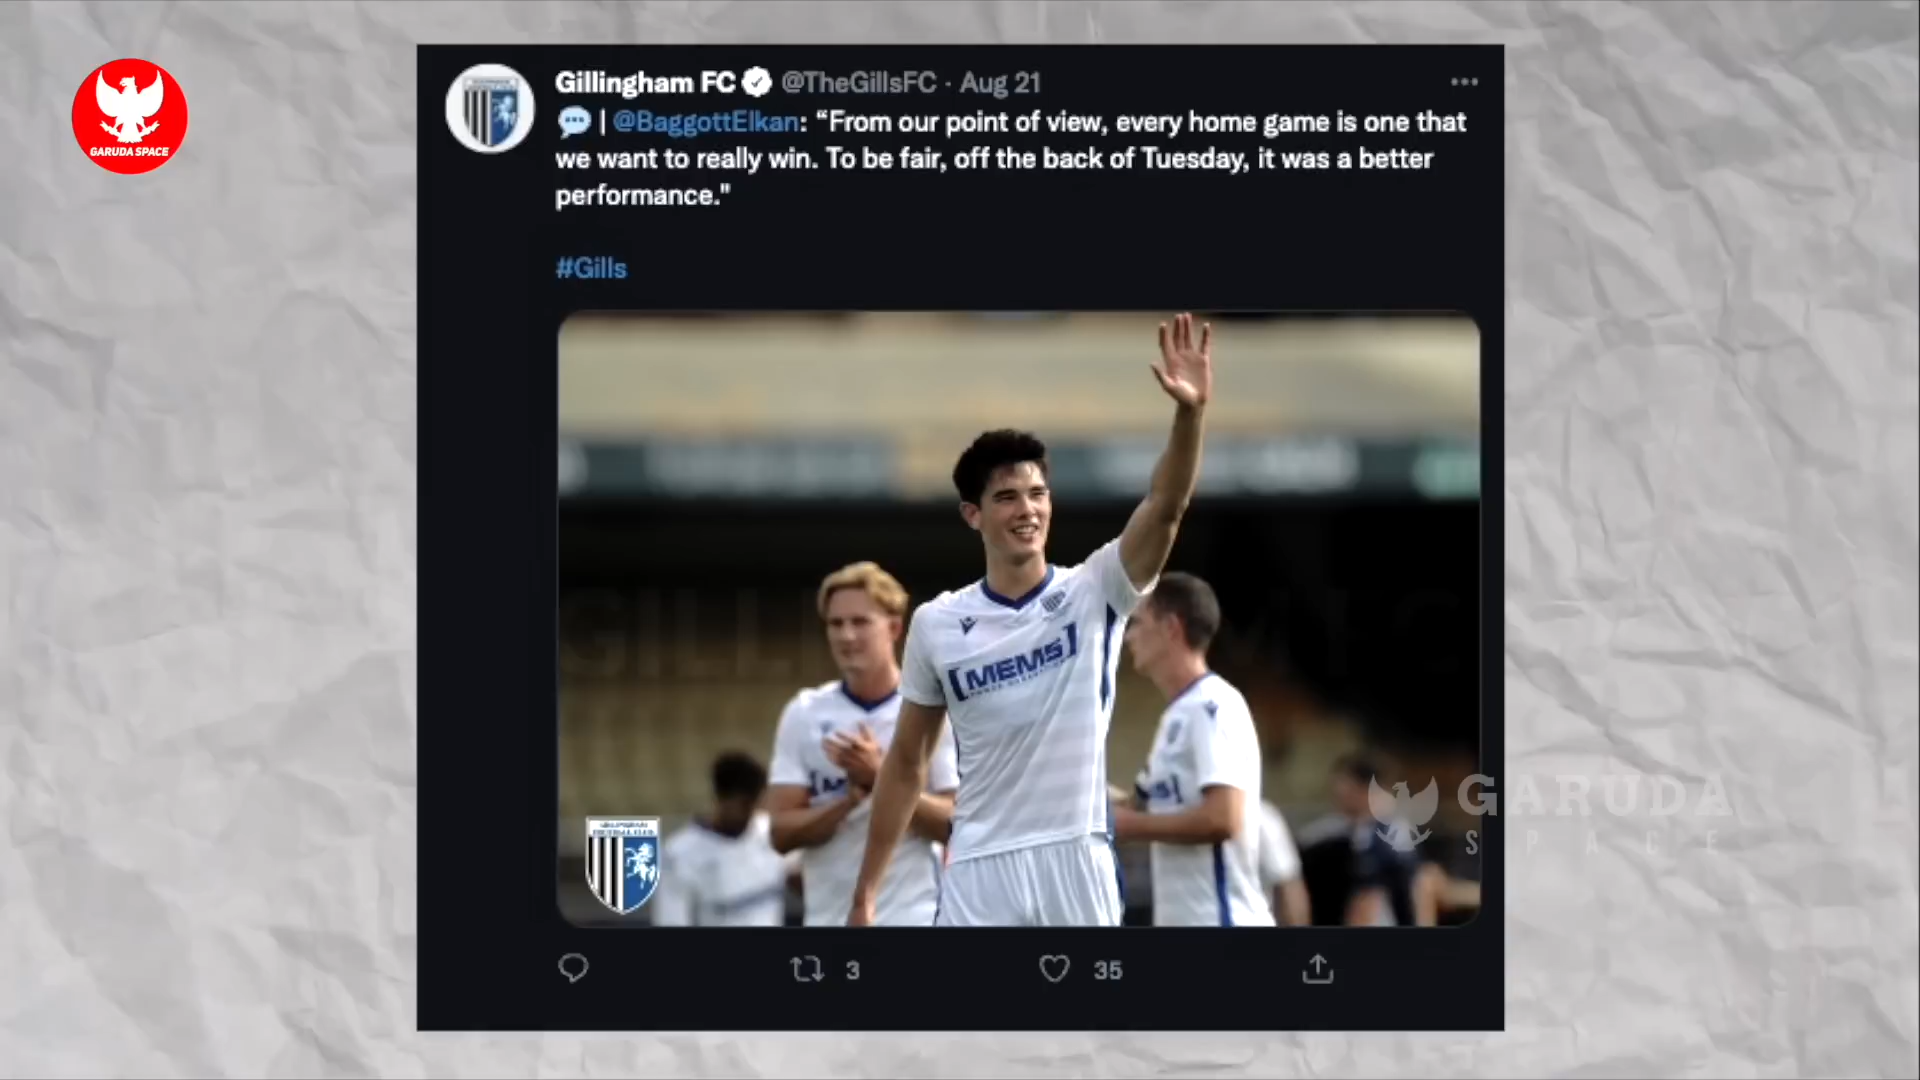 GARUDA SPACE
Gillingham FC @TheGillsFC · Aug 21
| @BaggottElkan: “From our point of view, every home game is one that
we want to really win. To be fair, off the back of Tuesday, it was a better
performance."
#Gills
[MEMS]
GARUDA
SPACE
3
35